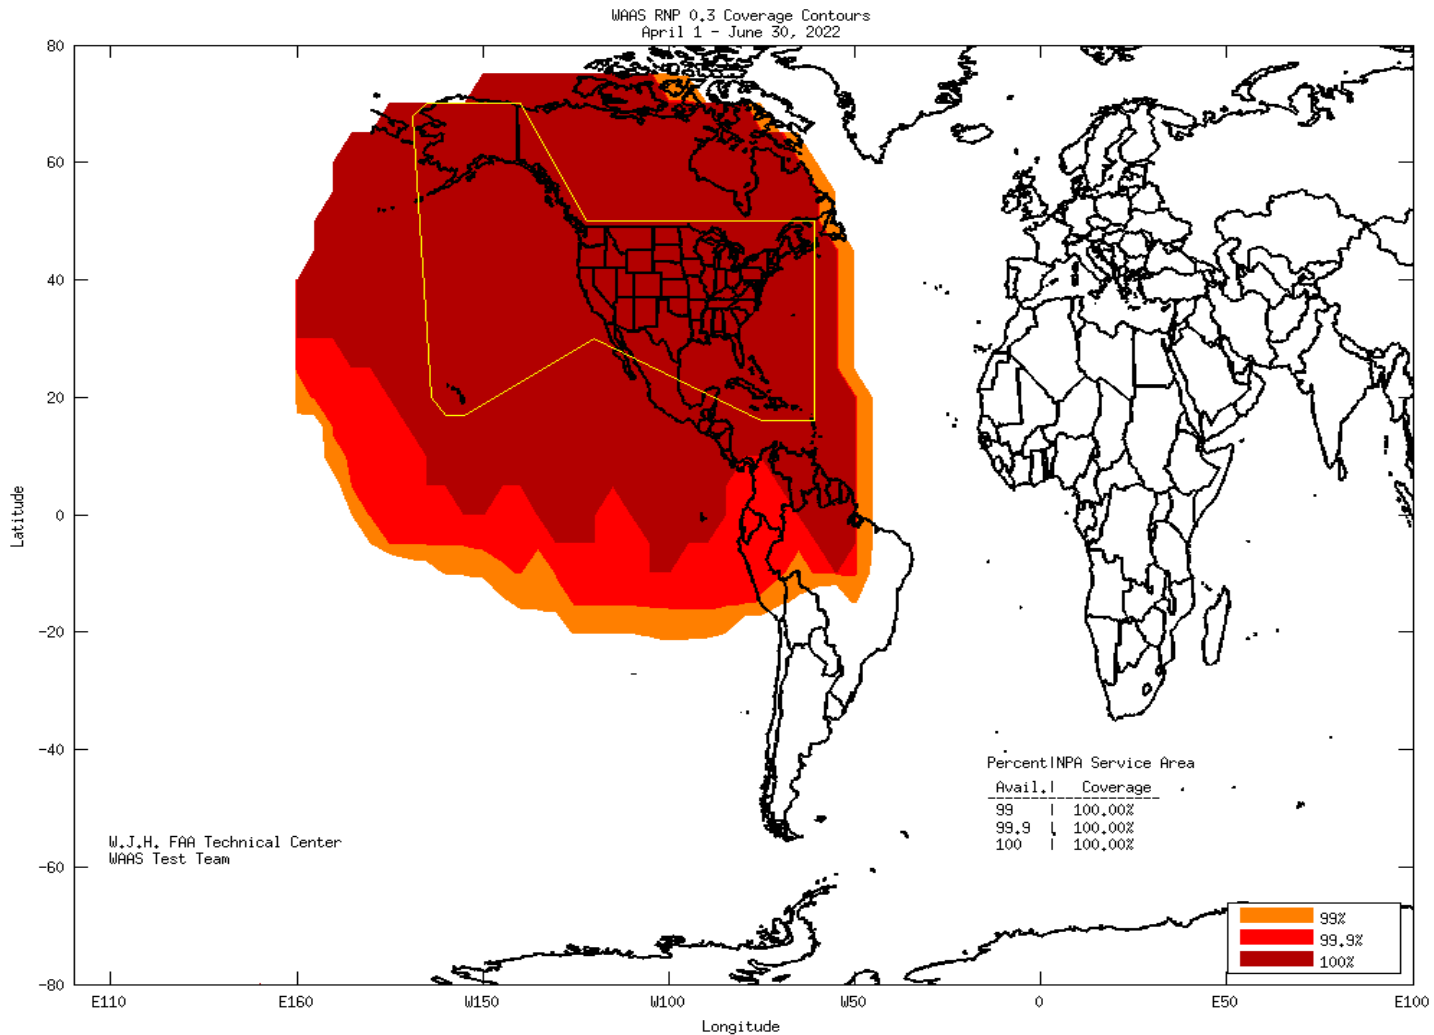 WAAS RNP 0.3 Coverage Contours
April 1 - June 30, 2022
80
60
40
20
0
-20
-40
-60
-80
Latitude
Percent|NPA Service Area
Avail.| Coverage
99 | 100.00%
99.9 | 100.00%
100 | 100.00%
W.J.H. FAA Technical Center
WAAS Test Team
99%
99.9%
100%
E110 E160 W150 W100 W50 0 E50 E100
Longitude